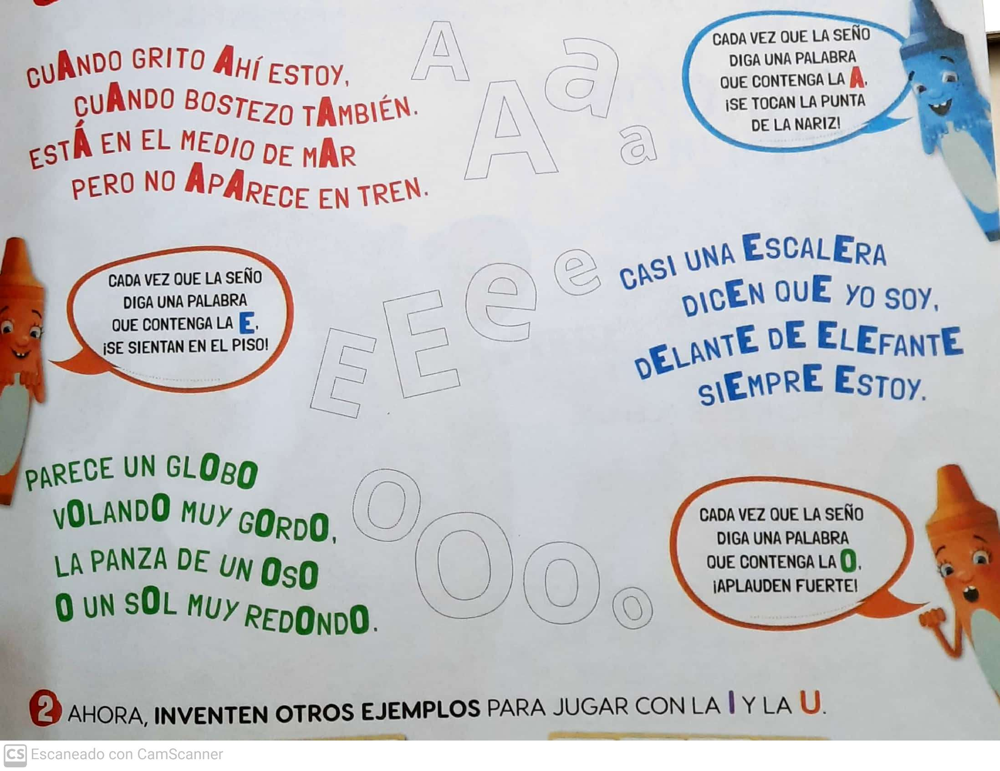 CUANDO GRITO AHÍ ESTOY,
CUANDO BOSTEZO TAMBIÉN.
ESTÁ EN EL MEDIO DE MAR
PERO NO APARECE EN TREN.
A
A
a
a
CADA VEZ QUE LA SEÑO
DIGA UNA PALABRA
QUE CONTENGA LA A,
¡SE TOCAN LA PUNTA
DE LA NARIZ!
CADA VEZ QUE LA SEÑO
DIGA UNA PALABRA
QUE CONTENGA LA E,
¡SE SIENTAN EN EL PISO!
E
E
e
e
CASI UNA ESCALERA
DICEN QUE YO SOY,
DELANTE DE ELEFANTE
SIEMPRE ESTOY.
PARECE UN GLOBO
VOLANDO MUY GORDO,
LA PANZA DE UN OSO
O UN SOL MUY REDONDO.
O
O
o
o
CADA VEZ QUE LA SEÑO
DIGA UNA PALABRA
QUE CONTENGA LA O,
¡APLAUDEN FUERTE!
2 AHORA, INVENTEN OTROS EJEMPLOS PARA JUGAR CON LA I Y LA U.
CS Escaneado con CamScanner